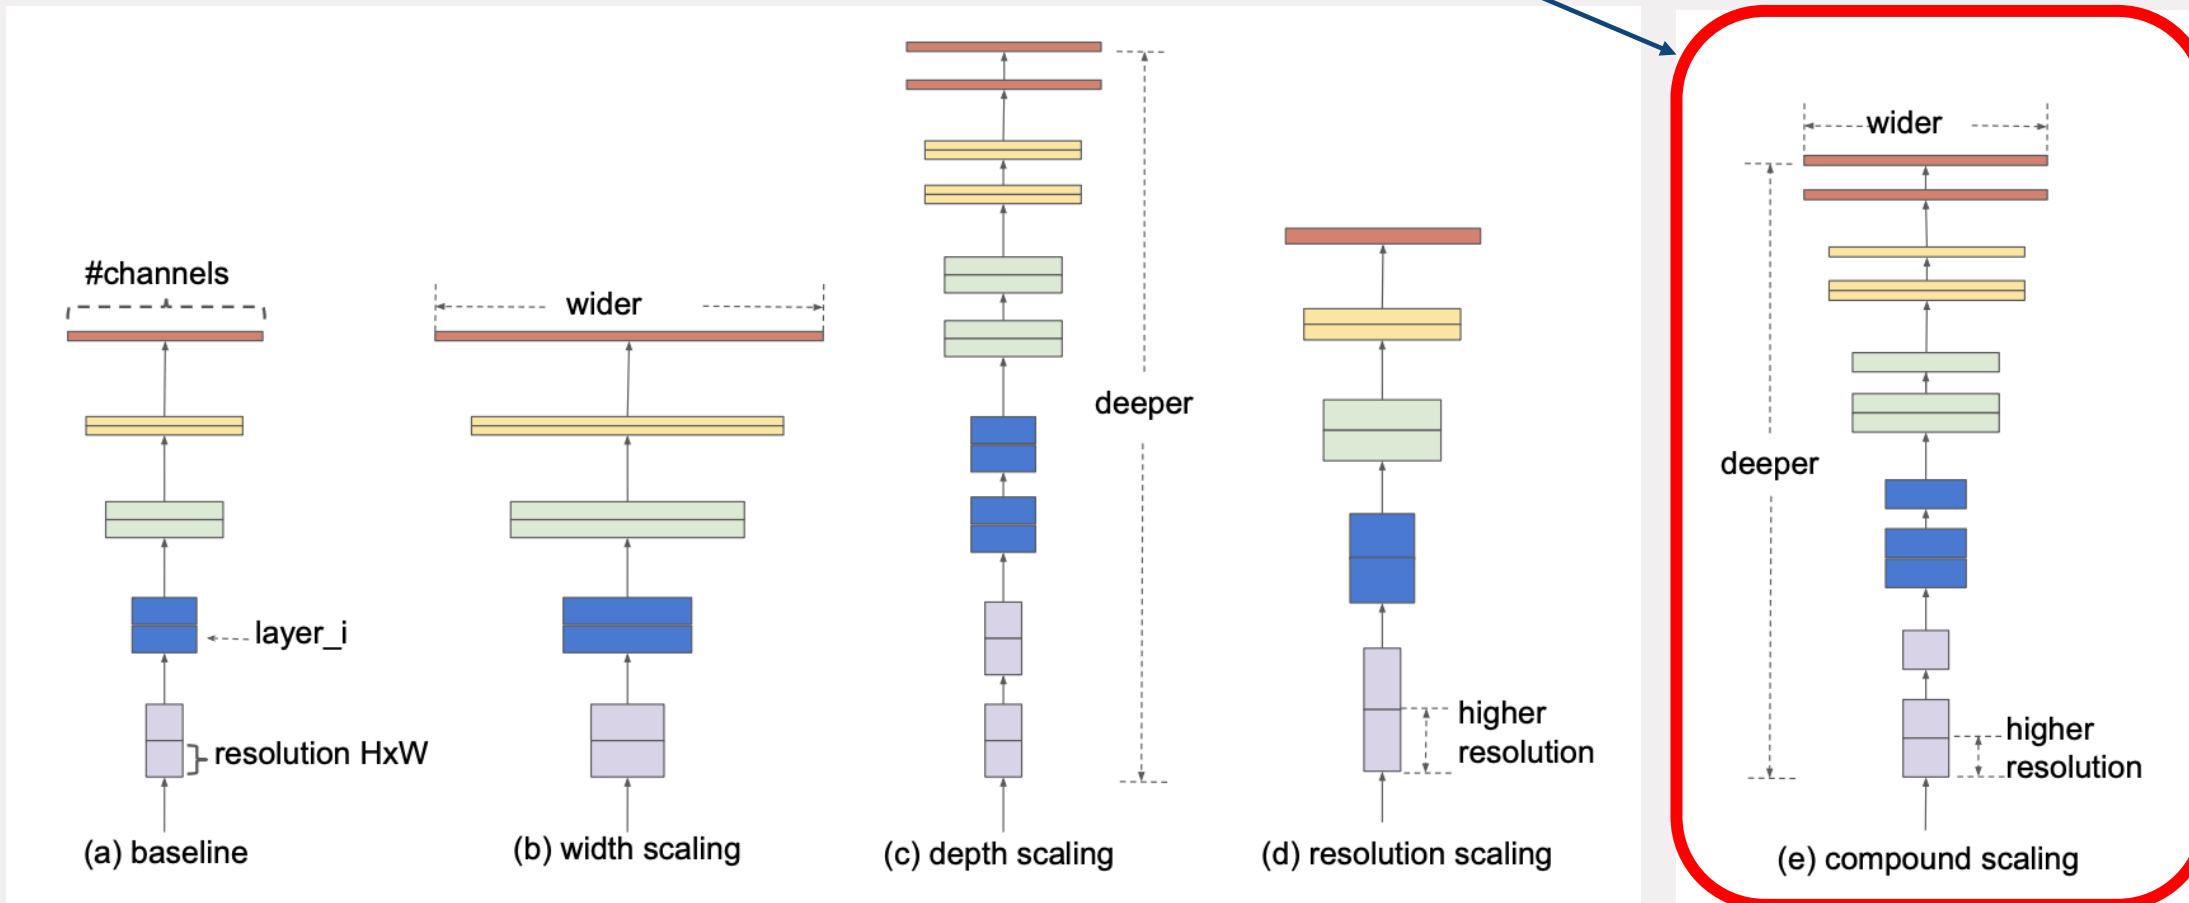 #channels
layer_i
resolution HxW
(a) baseline
wider
(b) width scaling
deeper
(c) depth scaling
higher
resolution
(d) resolution scaling
wider
deeper
higher
resolution
(e) compound scaling